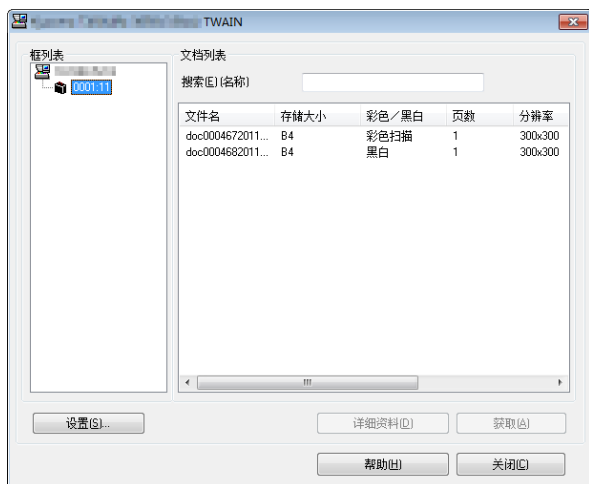 TWAIN
框列表
0001:11
文档列表
搜索(E)(名称)
文件名 存储大小 彩色／黑白 页数 分辨率
doc0004672011... B4 彩色扫描 1 300x300
doc0004682011... B4 黑白 1 300x300
设置(S)...
详细资料(D)
获取(A)
帮助(H)
关闭(C)